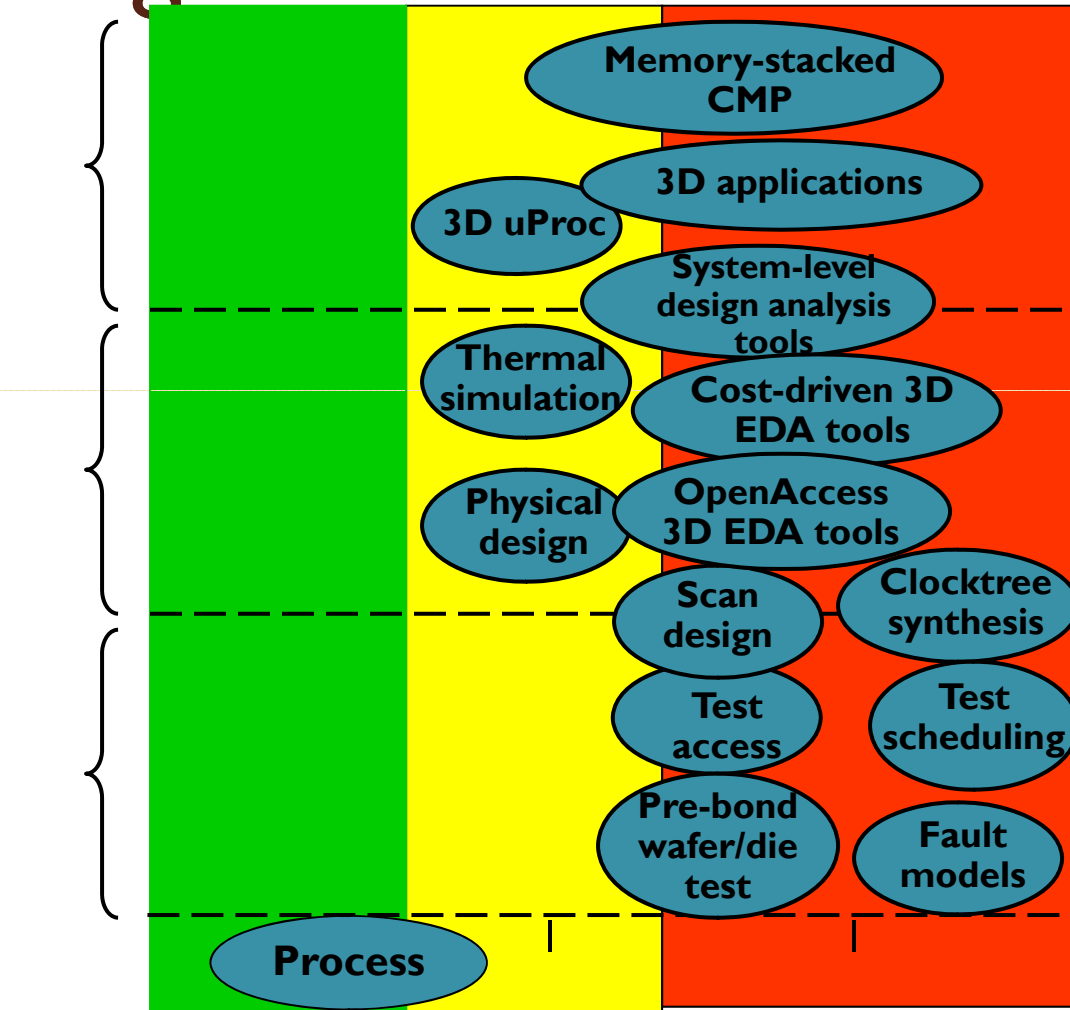 Memory-stacked
CMP
3D applications
3D uProc
System-level
design analysis
tools
Thermal
simulation
Cost-driven 3D
EDA tools
Physical
design
OpenAccess
3D EDA tools
Scan
design
Clocktree
synthesis
Test
access
Test
scheduling
Pre-bond
wafer/die
test
Fault
models
Process